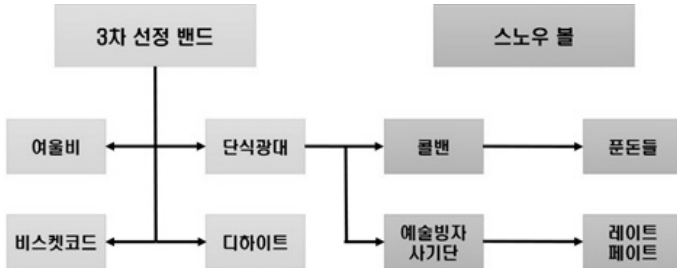 3차 선정 밴드
스노우 볼
여울비
단식광대
콜밴
푼돈들
비스켓코드
디하이트
예술빙자
사기단
레이트
페이트